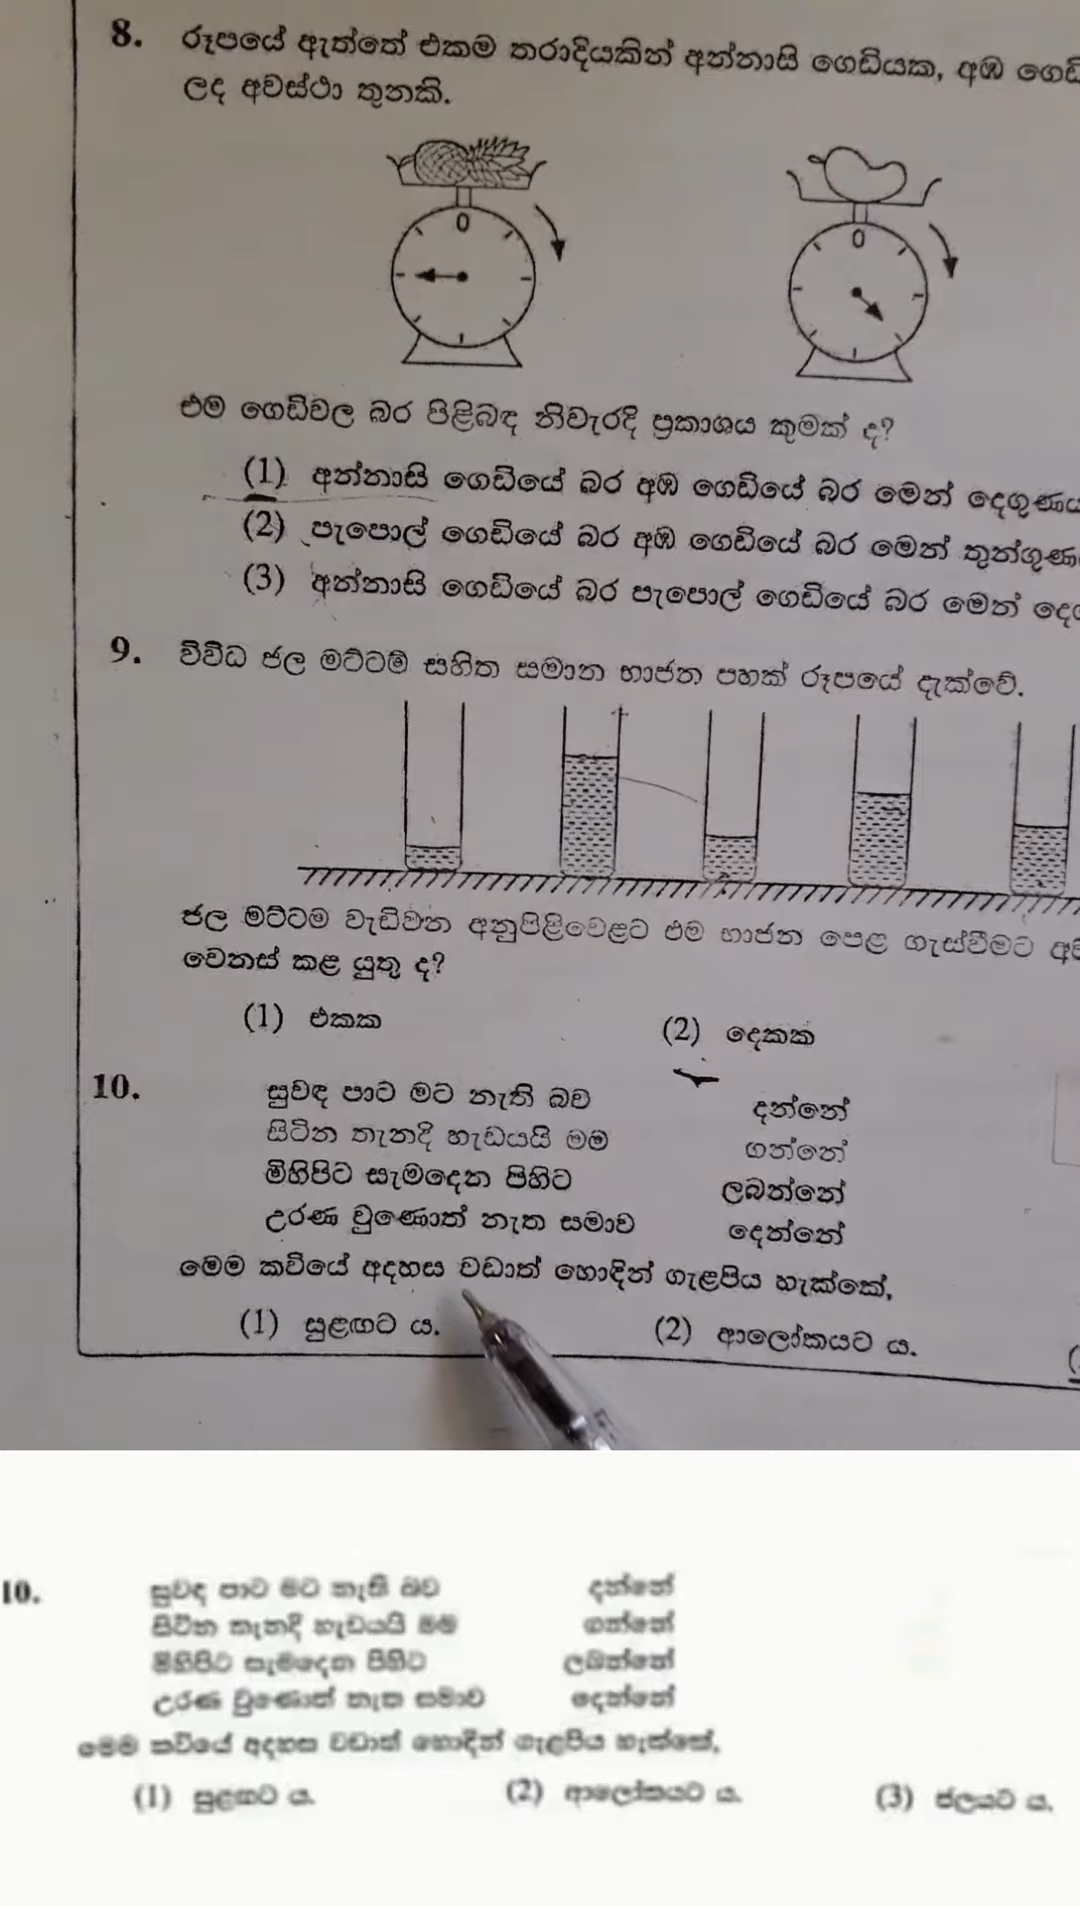 8. රූපයේ ඇත්තේ එකම තරාදියකින් අන්නාසි ගෙඩියක, අඹ
ලද අවස්ථා තුනකි.
0
0
එම ගෙඩිවල බර පිළිබඳ නිවැරදි ප්‍රකාශය කුමක් ද?
(1) අන්නාසි ගෙඩියේ බර අඹ ගෙඩියේ බර මෙන්
(2) පැපොල් ගෙඩියේ බර අඹ ගෙඩියේ බර මෙන්
(3) අන්නාසි ගෙඩියේ බර පැපොල් ගෙඩියේ බර මෙන්
9. විවිධ ජල මට්ටම් සහිත සමාන භාජන පහක් රූපයේ දැක්වේ.
ජල මට්ටම වැඩිවන අනුපිළිවෙළට එම භාජන පෙළ ගැස්වීමට
වෙනස් කළ යුතු ද?
(1) එකක (2) දෙකක
10. සුවඳ පාට මට නැති බව දන්නේ
සිටින තැනදි හැඩයයි මම ගන්නේ
මිහිපිට සැමදෙන පිහිට ලබන්නේ
උරණ වුණොත් නැත සමාව දෙන්නේ
මෙම කවියේ අදහස වඩාත් හොඳින් ගැළපිය හැක්කේ,
(1) සුළඟට ය. (2) ආලෝකයට ය.
10. සුවඳ පාට මට නැති බව දන්නේ
සිටින තැනදි හැඩයයි මම ගන්නේ
මිහිපිට සැමදෙන පිහිට ලබන්නේ
උරණ වුණොත් නැත සමාව දෙන්නේ
මෙම කවියේ අදහස වඩාත් හොඳින් ගැළපිය හැක්කේ,
(1) සුළඟට ය. (2) ආලෝකයට ය. (3) ජලයට ය.